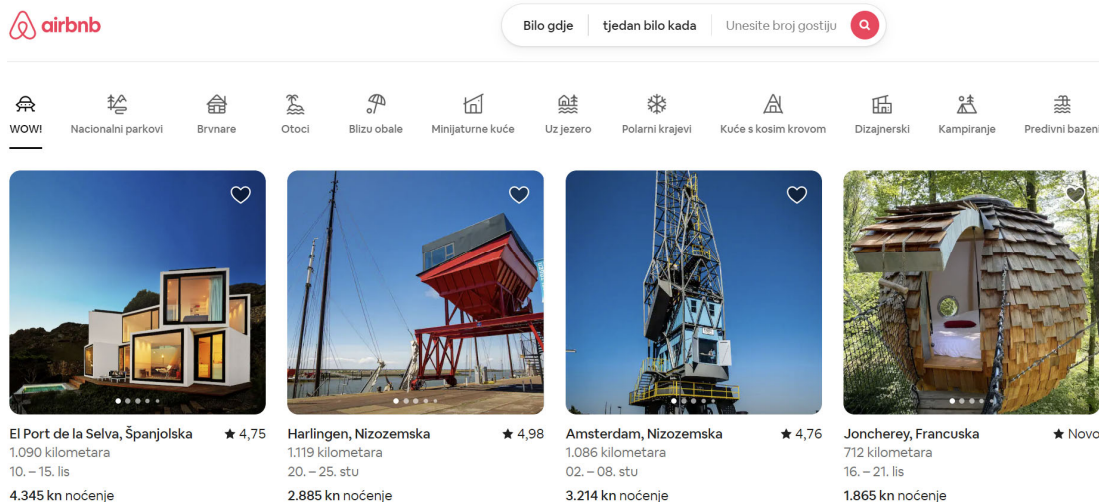 airbnb
Bilo gdje tjedan bilo kada Unesite broj gostiju
WOW! Nacionalni parkovi Brvnare Otoci Blizu obale Minijaturne kuće Uz jezero Polarni krajevi Kuće s kosim krovom Dizajnerski Kampiranje Predivni bazeni
El Port de la Selva, Španjolska 4,75
1.090 kilometara
10. – 15. lis
4.345 kn noćenje
Harlingen, Nizozemska 4,98
1.119 kilometara
20. – 25. stu
2.885 kn noćenje
Amsterdam, Nizozemska 4,76
1.086 kilometara
02. – 08. stu
3.214 kn noćenje
Joncherey, Francuska Novo
712 kilometara
16. – 21. lis
1.865 kn noćenje